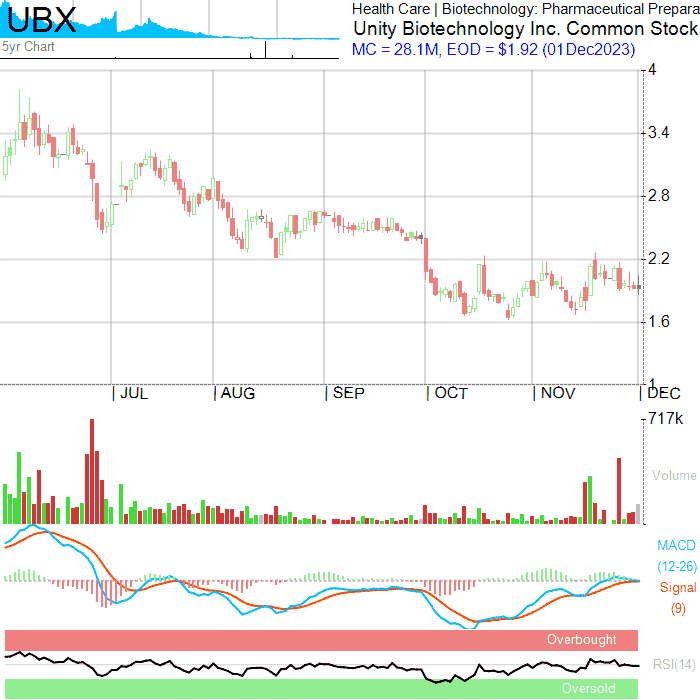 UBX
5yr Chart
Health Care | Biotechnology: Pharmaceutical Prepara
Unity Biotechnology Inc. Common Stock
MC = 28.1M, EOD = $1.92 (01Dec2023)
4
3.4
2.8
2.2
1.6
1
| JUL | AUG | SEP | OCT | NOV | DEC
717k
Volume
MACD
(12-26)
Signal
(9)
Overbought
RSI(14)
Oversold